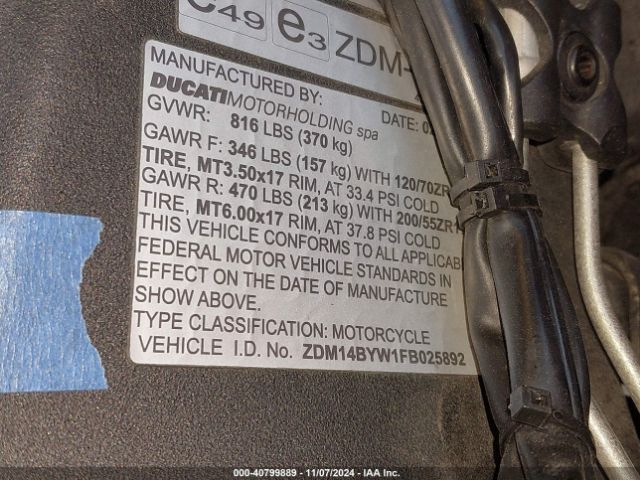 e49 e3 ZDM-
MANUFACTURED BY:
DUCATIMOTORHOLDING spa DATE: 0
GVWR: 816 LBS (370 kg)
GAWR F: 346 LBS (157 kg) WITH 120/70ZR
TIRE, MT3.50x17 RIM, AT 33.4 PSI COLD
GAWR R: 470 LBS (213 kg) WITH 200/55ZR1
TIRE, MT6.00x17 RIM, AT 37.8 PSI COLD
THIS VEHICLE CONFORMS TO ALL APPLICAB
FEDERAL MOTOR VEHICLE STANDARDS IN
EFFECT ON THE DATE OF MANUFACTURE
SHOW ABOVE.
TYPE CLASSIFICATION: MOTORCYCLE
VEHICLE I.D. No. ZDM14BYW1FB025892
000-40799889 - 11/07/2024 - IAA Inc.